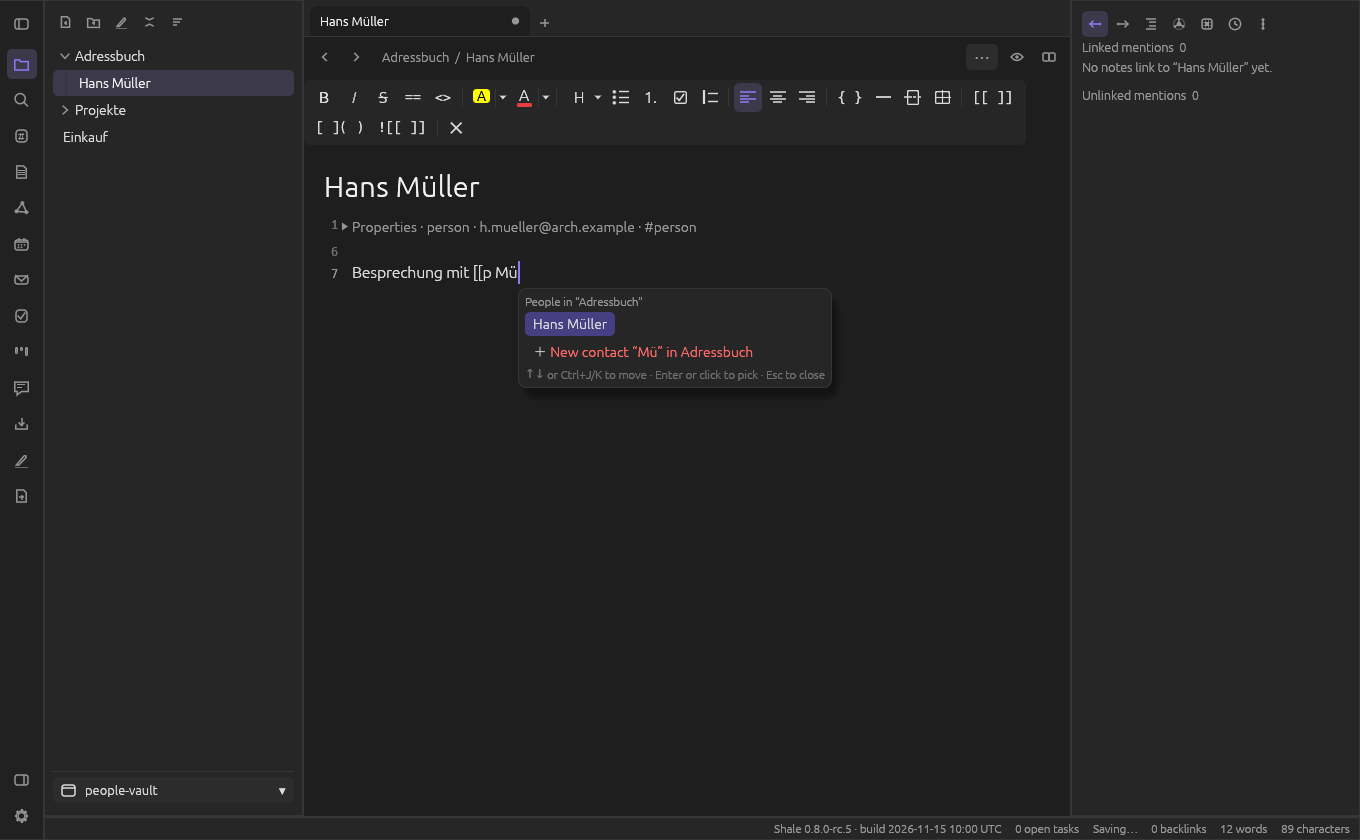 Hans Müller
Adressbuch
Hans Müller
Projekte
Einkauf
people-vault
Adressbuch / Hans Müller
B I S == <> A A H 1. { } — [[ ]]
[ ]( ) ![[ ]]
Hans Müller
1 Properties · person · h.mueller@arch.example · #person
6
7 Besprechung mit [[p Mü
People in “Adressbuch”
Hans Müller
+ New contact “Mü” in Adressbuch
↑↓ or Ctrl+J/K to move · Enter or click to pick · Esc to close
Linked mentions 0
No notes link to “Hans Müller” yet.
Unlinked mentions 0
Shale 0.8.0-rc.5 · build 2026-11-15 10:00 UTC 0 open tasks Saving… 0 backlinks 12 words 89 characters